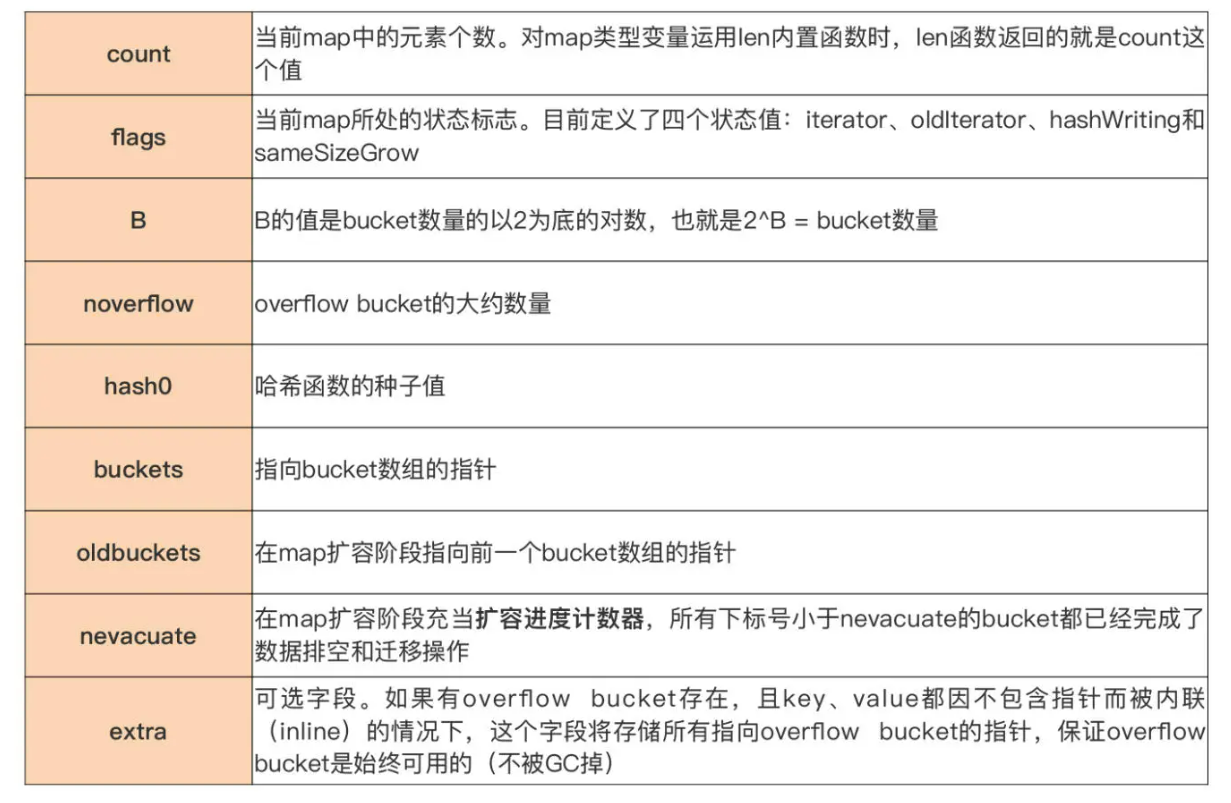 count
当前map中的元素个数。对map类型变量运用len内置函数时，len函数返回的就是count这
个值
flags
当前map所处的状态标志。目前定义了四个状态值：iterator、oldIterator、hashWriting和
sameSizeGrow
B
B的值是bucket数量的以2为底的对数，也就是2^B = bucket数量
noverflow
overflow bucket的大约数量
hash0
哈希函数的种子值
buckets
指向bucket数组的指针
oldbuckets
在map扩容阶段指向前一个bucket数组的指针
nevacuate
在map扩容阶段充当扩容进度计数器，所有下标号小于nevacuate的bucket都已经完成了
数据排空和迁移操作
extra
可选字段。如果有overflow bucket存在，且key、value都因不包含指针而被内联
（inline）的情况下，这个字段将存储所有指向overflow bucket的指针，保证overflow
bucket是始终可用的（不被GC掉）